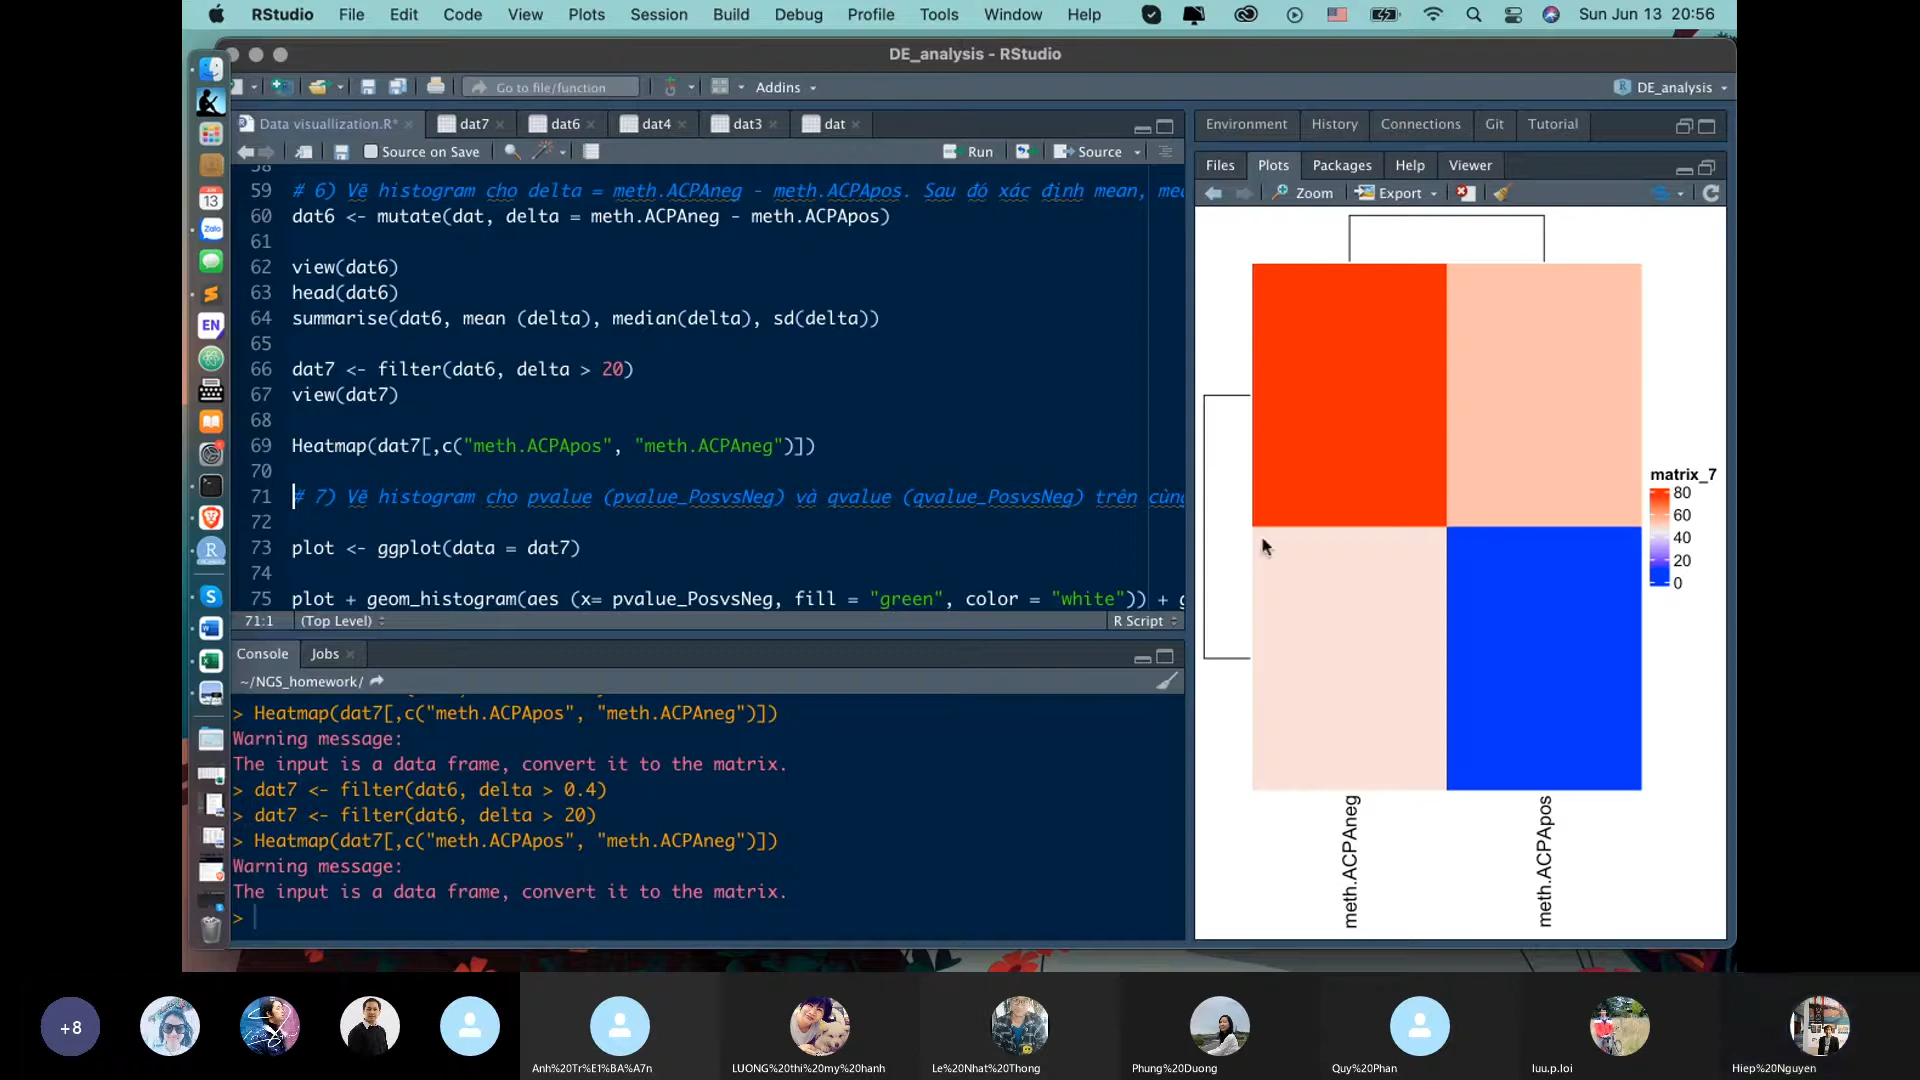 RStudio File Edit Code View Plots Session Build Debug Profile Tools Window Help Sun Jun 13 20:56
DE_analysis - RStudio
Go to file/function Addins DE_analysis
Data visuallization.R* dat7 dat6 dat4 dat3 dat
Source on Save Run Source
59 # 6) Vẽ histogram cho delta = meth.ACPAneg - meth.ACPApos. Sau đó xác định mean,
60 dat6 <- mutate(dat, delta = meth.ACPAneg - meth.ACPApos)
61
62 view(dat6)
63 head(dat6)
64 summarise(dat6, mean (delta), median(delta), sd(delta))
65
66 dat7 <- filter(dat6, delta > 20)
67 view(dat7)
68
69 Heatmap(dat7[,c("meth.ACPApos", "meth.ACPAneg")])
70
71 # 7) Vẽ histogram cho pvalue (pvalue_PosvsNeg) và qvalue (qvalue_PosvsNeg) trên cùng
72
73 plot <- ggplot(data = dat7)
74
75 plot + geom_histogram(aes (x= pvalue_PosvsNeg, fill = "green", color = "white")) + g
71:1 (Top Level) R Script
Console Jobs
~/NGS_homework/
> Heatmap(dat7[,c("meth.ACPApos", "meth.ACPAneg")])
Warning message:
The input is a data frame, convert it to the matrix.
> dat7 <- filter(dat6, delta > 0.4)
> dat7 <- filter(dat6, delta > 20)
> Heatmap(dat7[,c("meth.ACPApos", "meth.ACPAneg")])
Warning message:
The input is a data frame, convert it to the matrix.
>
Environment History Connections Git Tutorial
Files Plots Packages Help Viewer
Zoom Export
matrix_7
80
60
40
20
0
meth.ACPAneg
meth.ACPApos
JUN
13
Zalo
EN
R
+8
Anh%20Tr%E1%BA%A7n
LUONG%20thi%20my%20hanh
Le%20Nhat%20Thong
Phung%20Duong
Quy%20Phan
luu.p.loi
Hiep%20Nguyen